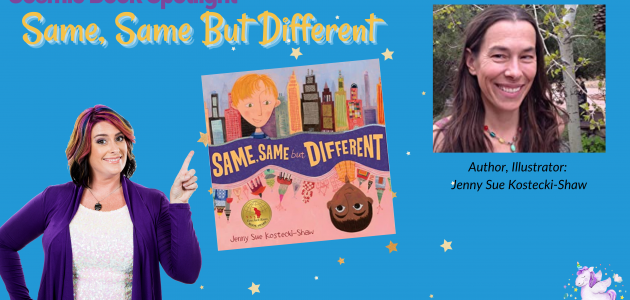 Cosmic Book Spotlight
Same, Same But Different
SAME, SAME but DIFFERENT
Jenny Sue Kostecki-Shaw
Author, Illustrator:
Jenny Sue Kostecki-Shaw